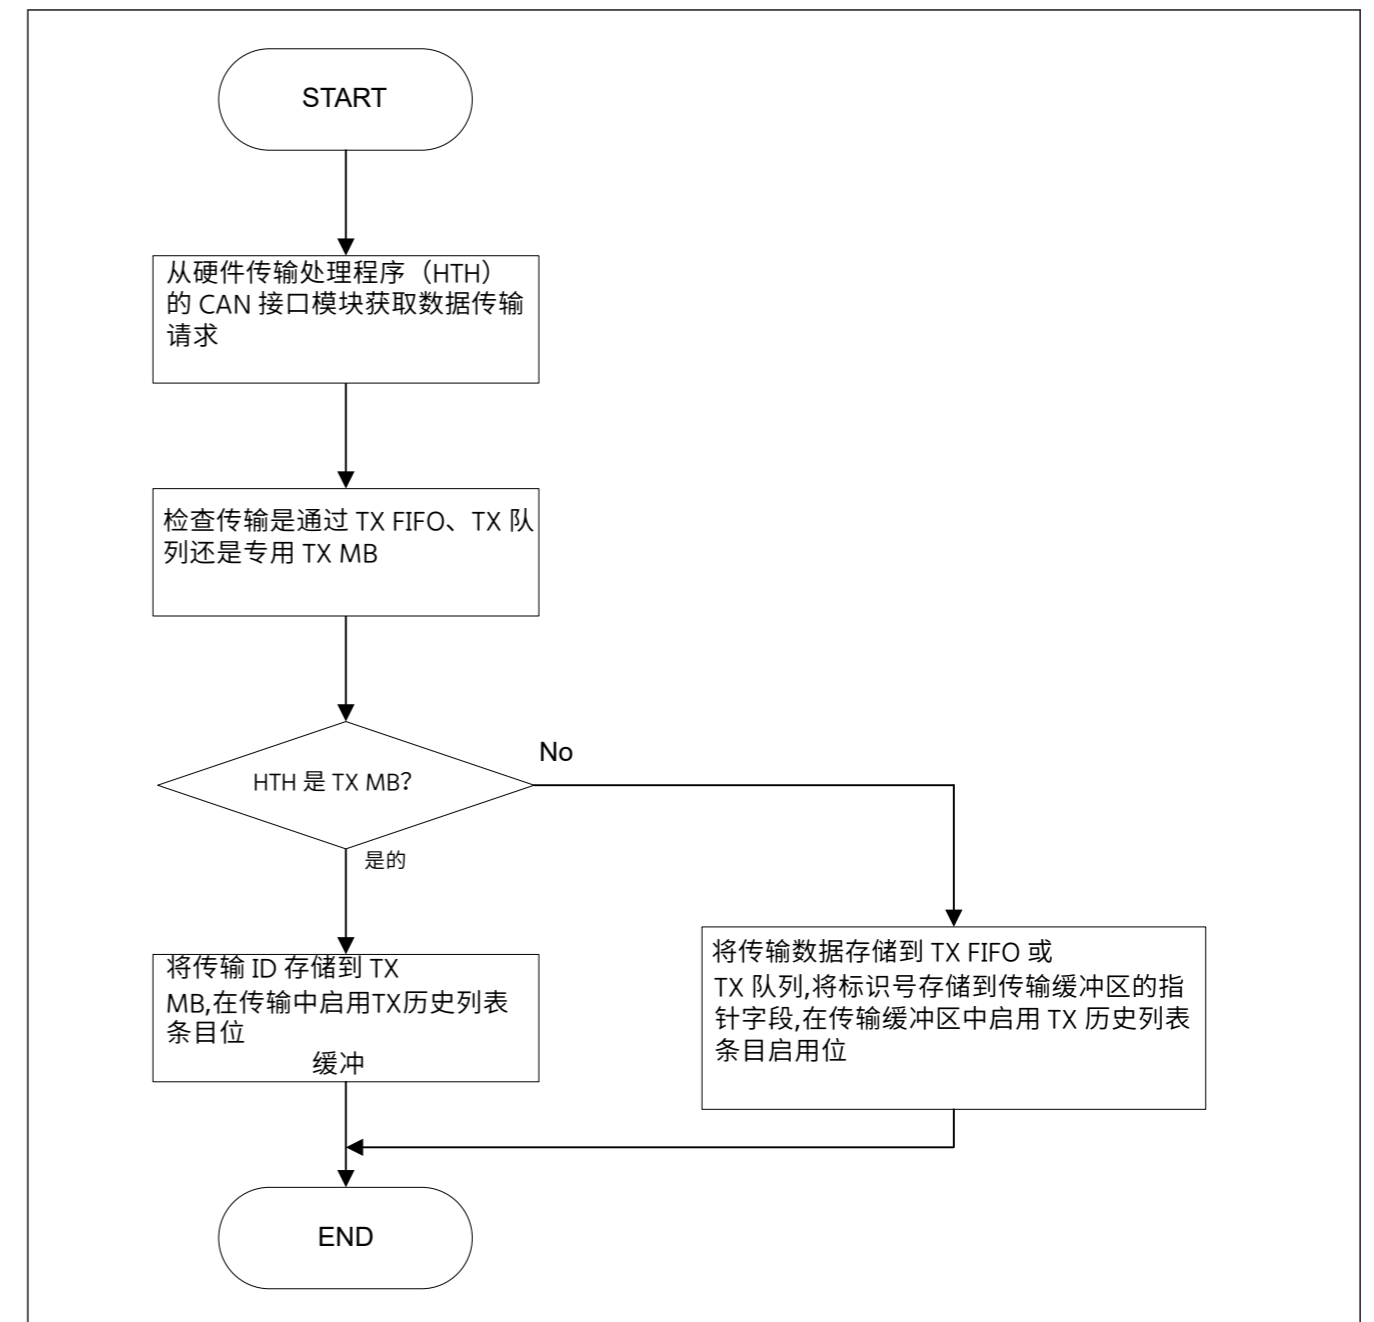 START
从硬件传输处理程序（HTH）
的 CAN 接口模块获取数据传输
请求
检查传输是通过 TX FIFO、TX 队
列还是专用 TX MB
HTH 是 TX MB？
No
是的
将传输 ID 存储到 TX
MB,在传输中启用TX历史列表
条目位
缓冲
将传输数据存储到 TX FIFO 或
TX 队列,将标识号存储到传输缓冲区的指
针字段,在传输缓冲区中启用 TX 历史列表
条目启用位
END